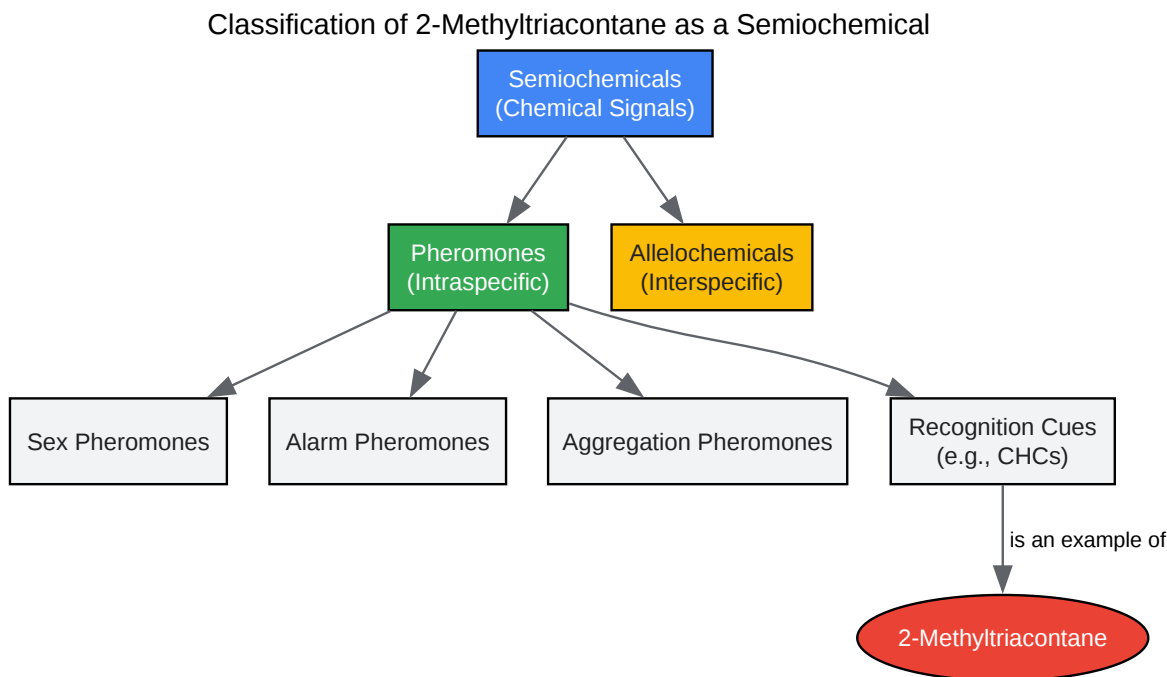 Classification of 2-Methyltriacontane as a Semiochemical
Semiochemicals
(Chemical Signals)
Pheromones
(Intraspecific)
Allelochemicals
(Interspecific)
Sex Pheromones
Alarm Pheromones
Aggregation Pheromones
Recognition Cues
(e.g., CHCs)
is an example of
2-Methyltriacontane